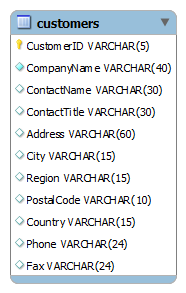 customers
CustomerID VARCHAR(5)
CompanyName VARCHAR(40)
ContactName VARCHAR(30)
ContactTitle VARCHAR(30)
Address VARCHAR(60)
City VARCHAR(15)
Region VARCHAR(15)
PostalCode VARCHAR(10)
Country VARCHAR(15)
Phone VARCHAR(24)
Fax VARCHAR(24)